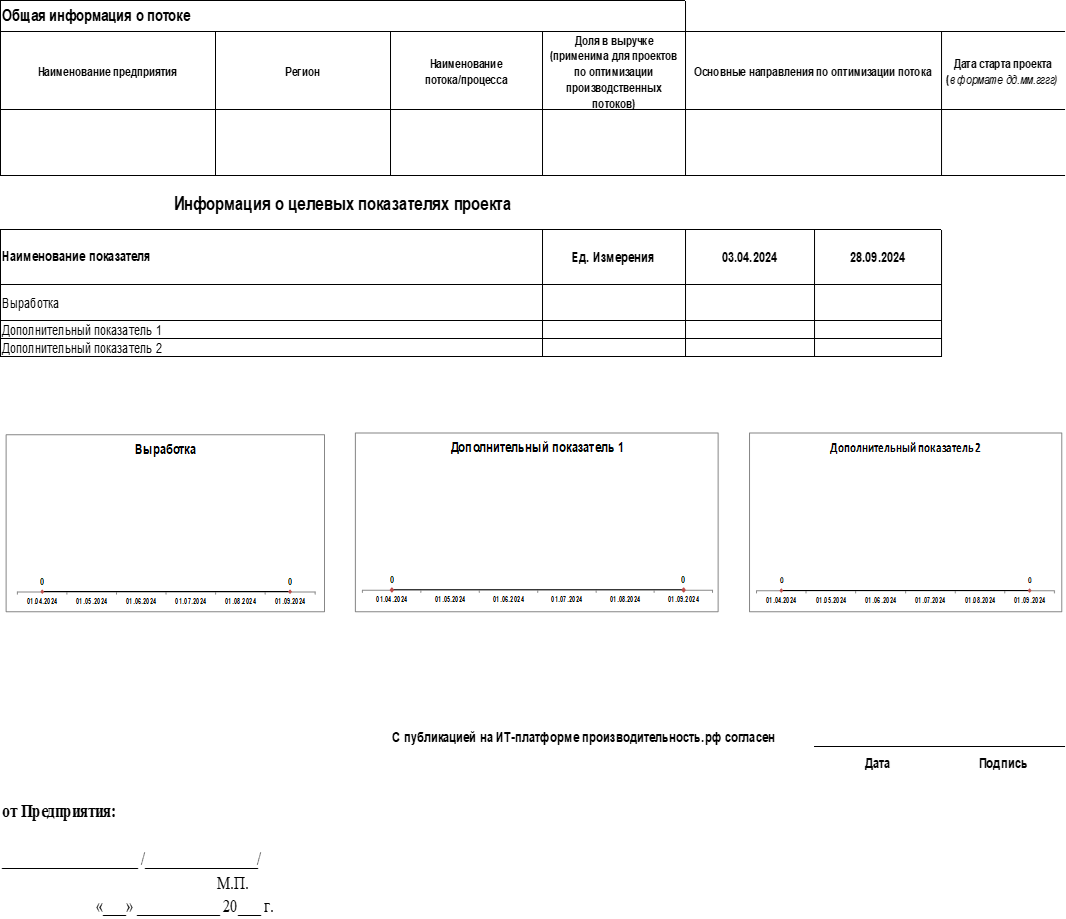 Общая информация о потоке
Наименование предприятия
Регион
Наименование
потока/процесса
Доля в выручке
(применима для проектов
по оптимизации
производственных
потоков)
Основные направления по оптимизации потока
Дата старта проекта
(в формате дд.мм.гггг)
Информация о целевых показателях проекта
Наименование показателя Ед. Измерения 03.04.2024 28.09.2024
Выработка
Дополнительный показатель 1
Дополнительный показатель 2
Выработка
0 0
01.04.2024 01.05.2024 01.06.2024 01.07.2024 01.08.2024 01.09.2024
Дополнительный показатель 1
0 0
01.04.2024 01.05.2024 01.06.2024 01.07.2024 01.08.2024 01.09.2024
Дополнительный показатель 2
0 0
01.04.2024 01.05.2024 01.06.2024 01.07.2024 01.08.2024 01.09.2024
С публикацией на ИТ-платформе производительность.рф согласен
Дата Подпись
от Предприятия:
_________________ /______________/
М.П.
«___» __________ 20___ г.